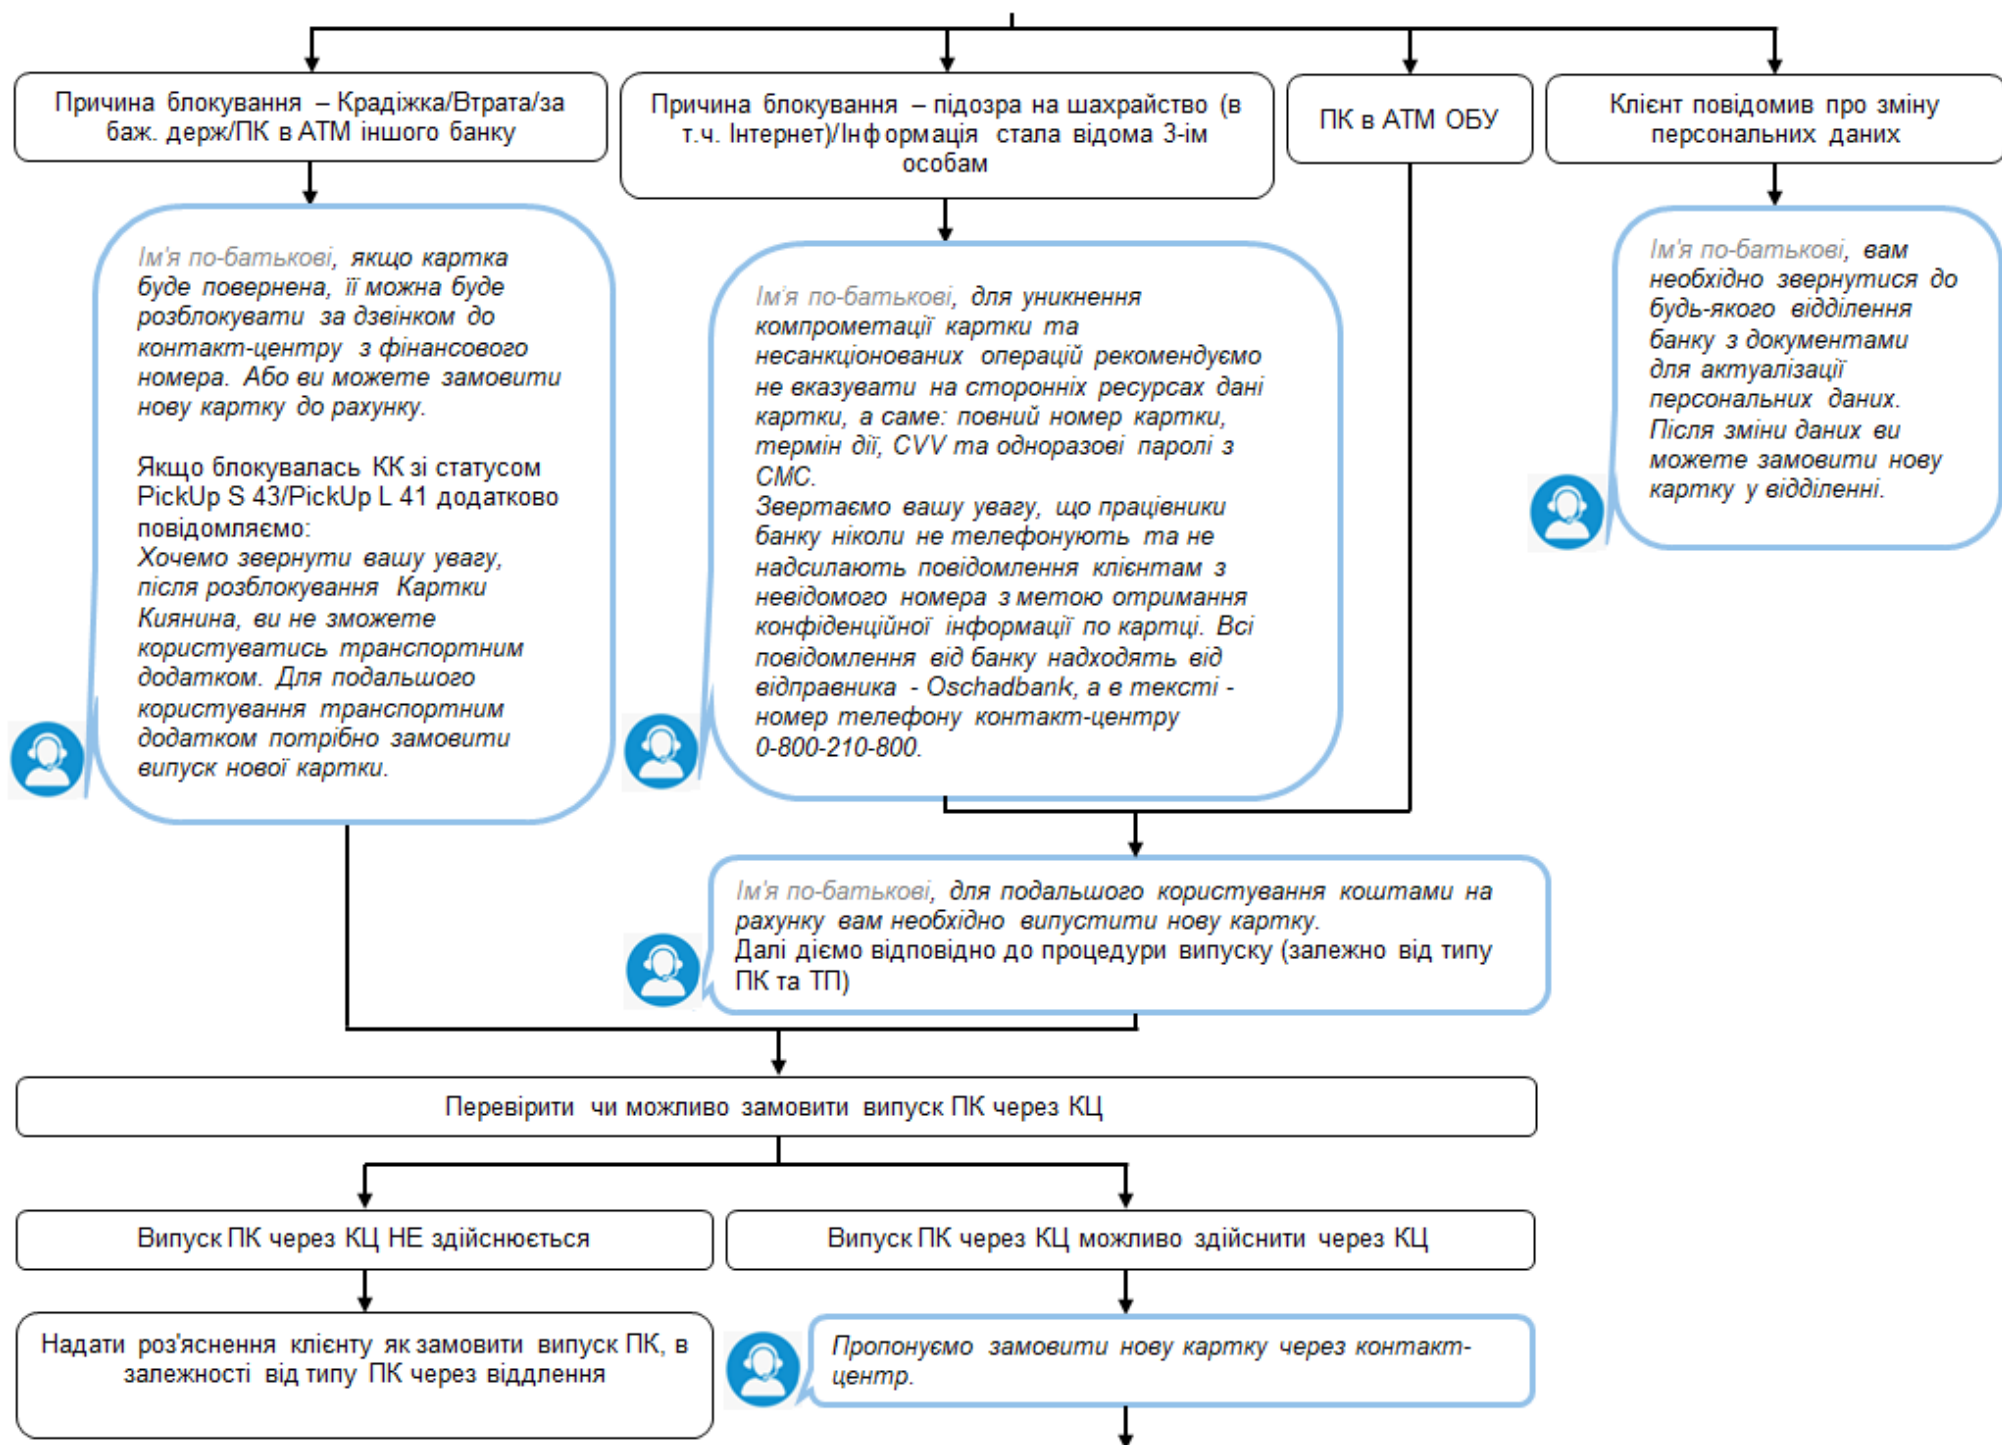 Причина блокування – Крадіжка/Втрата/за
баж. держ/ПК в АТМ іншого банку
Причина блокування – підозра на шахрайство (в
т.ч. Інтернет)/Інформація стала відома 3-ім
особам
ПК в АТМ ОБУ
Клієнт повідомив про зміну
персональних даних
Ім'я по-батькові, якщо картка
буде повернена, її можна буде
розблокувати за дзвінком до
контакт-центру з фінансового
номера. Або ви можете замовити
нову картку до рахунку.
Якщо блокувалась КК зі статусом
PickUp S 43/PickUp L 41 додатково
повідомляємо:
Хочемо звернути вашу увагу,
після розблокування Картки
Киянина, ви не зможете
користуватись транспортним
додатком. Для подальшого
користування транспортним
додатком потрібно замовити
випуск нової картки.
Ім'я по-батькові, для уникнення
компрометації картки та
несанкціонованих операцій рекомендуємо
не вказувати на сторонніх ресурсах дані
картки, а саме: повний номер картки,
термін дії, CVV та одноразові паролі з
СМС.
Звертаємо вашу увагу, що працівники
банку ніколи не телефонують та не
надсилають повідомлення клієнтам з
невідомого номера з метою отримання
конфіденційної інформації по картці. Всі
повідомлення від банку надходять від
відправника - Oschadbank, а в тексті -
номер телефону контакт-центру
0-800-210-800.
Ім'я по-батькові, вам
необхідно звернутися до
будь-якого відділення
банку з документами
для актуалізації
персональних даних.
Після зміни даних ви
можете замовити нову
картку у відділенні.
Ім'я по-батькові, для подальшого користування коштами на
рахунку вам необхідно випустити нову картку.
Далі діємо відповідно до процедури випуску (залежно від типу
ПК та ТП)
Перевірити чи можливо замовити випуск ПК через КЦ
Випуск ПК через КЦ НЕ здійснюється
Випуск ПК через КЦ можливо здійснити через КЦ
Надати роз'яснення клієнту як замовити випуск ПК, в
залежності від типу ПК через віддлення
Пропонуємо замовити нову картку через контакт-
центр.